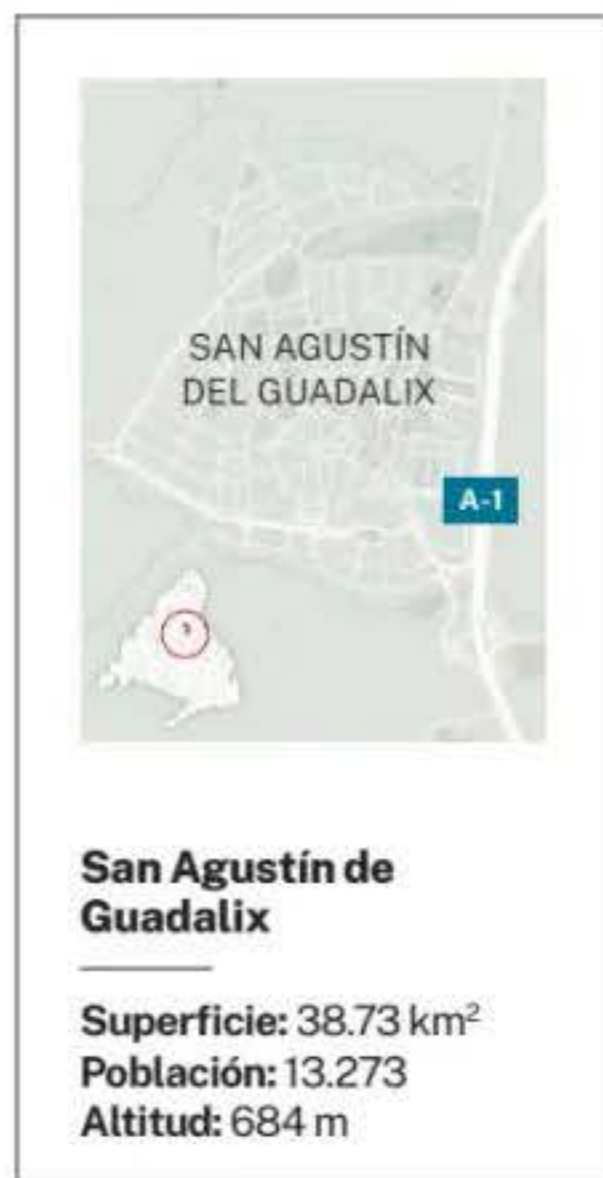 SAN AGUSTÍN
DEL GUADALIX
A-1
San Agustín de
Guadalix
Superficie: 38.73 km²
Población: 13.273
Altitud: 684 m